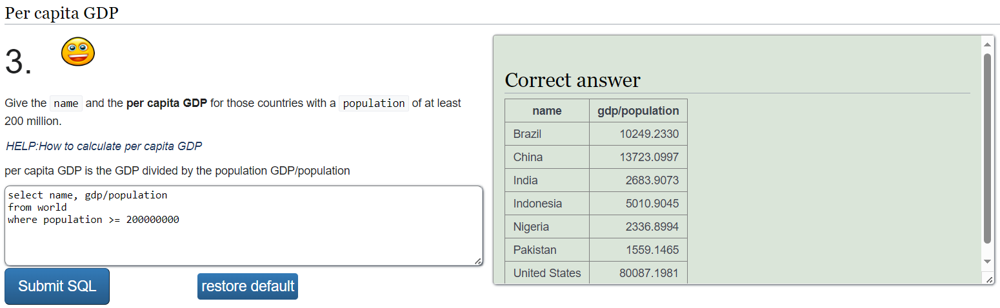 Per capita GDP
3.
Give the name and the per capita GDP for those countries with a population of at least
200 million.
HELP:How to calculate per capita GDP
per capita GDP is the GDP divided by the population GDP/population
select name, gdp/population
from world
where population >= 200000000
Submit SQL restore default
Correct answer
name gdp/population
Brazil 10249.2330
China 13723.0997
India 2683.9073
Indonesia 5010.9045
Nigeria 2336.8994
Pakistan 1559.1465
United States 80087.1981